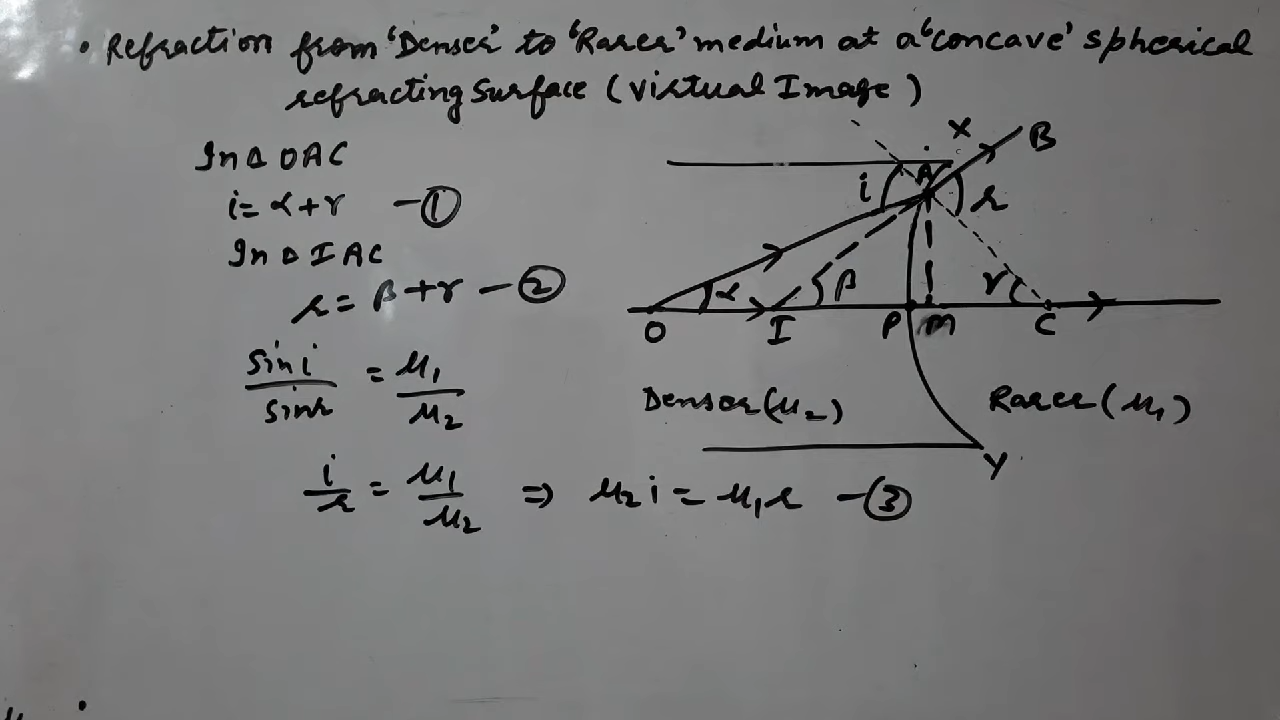 • Refraction from 'Denser' to 'Rarer' medium at a 'concave' spherical
refracting Surface (virtual Image)
In Δ OAC
i = α + γ — ①
In Δ IAC
r = β + γ — ②
Sin i / Sin r = μ₁ / μ₂
i / r = μ₁ / μ₂ ⇒ μ₂ i = μ₁ r — ③
X
B
A
i
r
α
β
γ
O
I
P
M
C
Densor (μ₂)
Rarer (μ₁)
Y